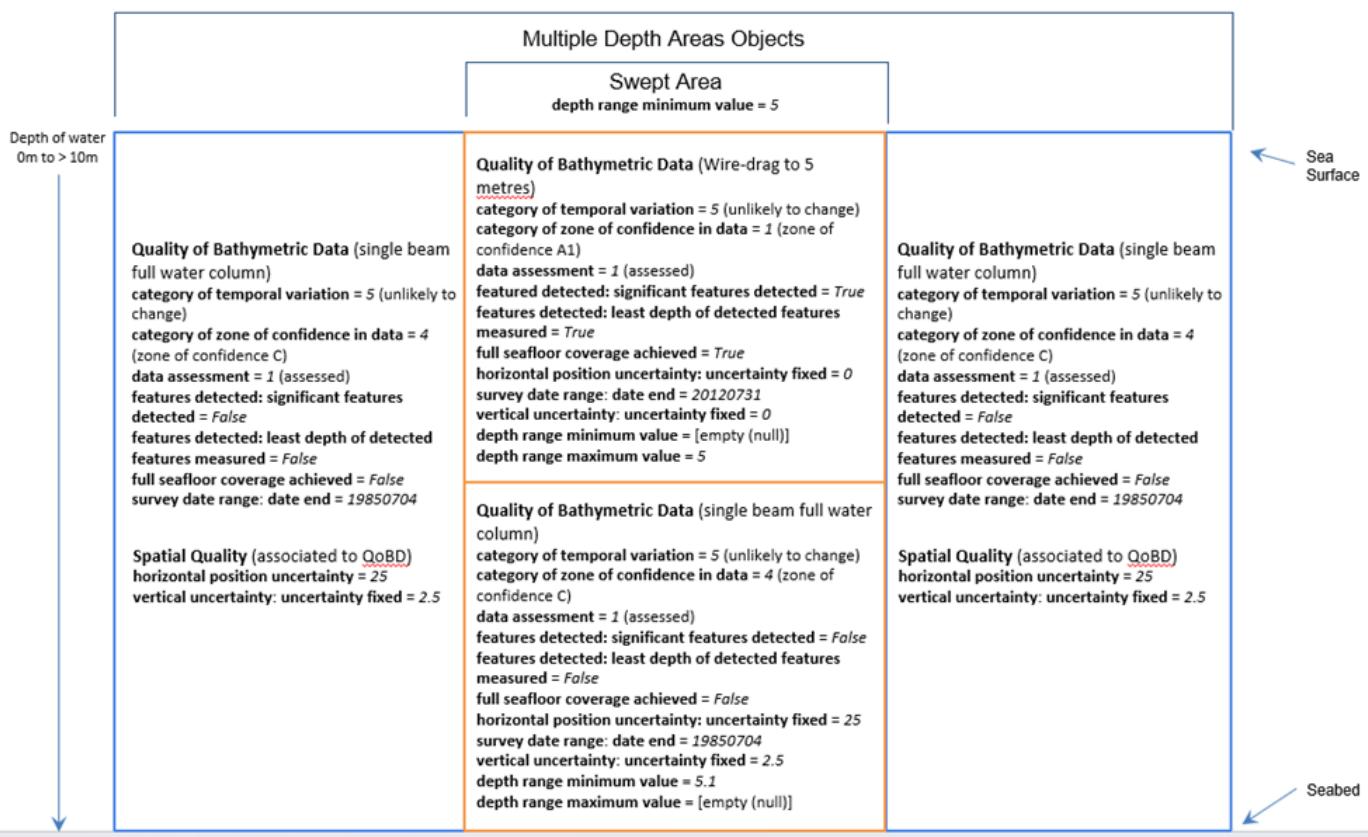 Multiple Depth Areas Objects
Swept Area
depth range minimum value = 5
Depth of water
0m to > 10m
Sea
Surface
Quality of Bathymetric Data (single beam
full water column)
category of temporal variation = 5 (unlikely to
change)
category of zone of confidence in data = 4
(zone of confidence C)
data assessment = 1 (assessed)
features detected: significant features
detected = False
features detected: least depth of detected
features measured = False
full seafloor coverage achieved = False
survey date range: date end = 19850704
Spatial Quality (associated to QoBD)
horizontal position uncertainty = 25
vertical uncertainty: uncertainty fixed = 2.5
Quality of Bathymetric Data (Wire-drag to 5
metres)
category of temporal variation = 5 (unlikely to change)
category of zone of confidence in data = 1 (zone of
confidence A1)
data assessment = 1 (assessed)
featured detected: significant features detected = True
features detected: least depth of detected features
measured = True
full seafloor coverage achieved = True
horizontal position uncertainty: uncertainty fixed = 0
survey date range: date end = 20120731
vertical uncertainty: uncertainty fixed = 0
depth range minimum value = [empty (null)]
depth range maximum value = 5
Quality of Bathymetric Data (single beam full water
column)
category of temporal variation = 5 (unlikely to change)
category of zone of confidence in data = 4 (zone of
confidence C)
data assessment = 1 (assessed)
features detected: significant features detected = False
features detected: least depth of detected features
measured = False
full seafloor coverage achieved = False
horizontal position uncertainty: uncertainty fixed = 25
survey date range: date end = 19850704
vertical uncertainty: uncertainty fixed = 2.5
depth range minimum value = 5.1
depth range maximum value = [empty (null)]
Quality of Bathymetric Data (single beam
full water column)
category of temporal variation = 5 (unlikely to
change)
category of zone of confidence in data = 4
(zone of confidence C)
data assessment = 1 (assessed)
features detected: significant features
detected = False
features detected: least depth of detected
features measured = False
full seafloor coverage achieved = False
survey date range: date end = 19850704
Spatial Quality (associated to QoBD)
horizontal position uncertainty = 25
vertical uncertainty: uncertainty fixed = 2.5
Seabed